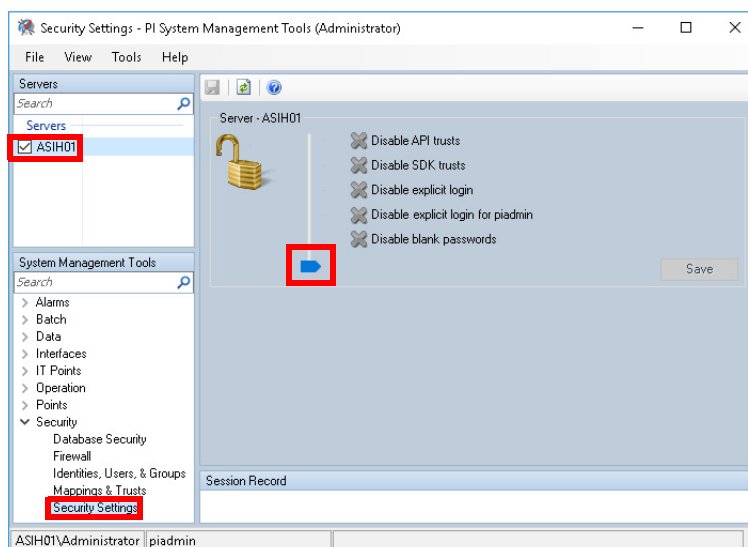 Security Settings - PI System Management Tools (Administrator)
File View Tools Help
Servers
Search
Servers
ASIH01
System Management Tools
Search
Alarms
Batch
Data
Interfaces
IT Points
Operation
Points
Security
Database Security
Firewall
Identities, Users, & Groups
Mappings & Trusts
Security Settings
Server - ASIH01
Disable API trusts
Disable SDK trusts
Disable explicit login
Disable explicit login for piadmin
Disable blank passwords
Save
Session Record
ASIH01\Administrator piadmin